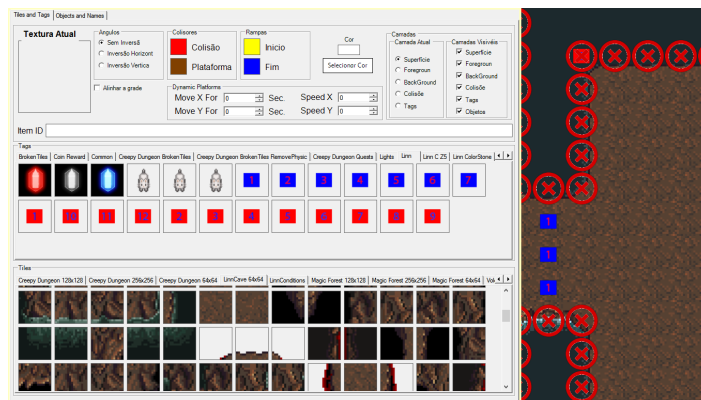 Tiles and Tags Objects and Names
Textura Atual
Angulos
Sem Inversã
Inversão Horizont
Inversão Vertica
Alinhar a grade
Colisores
Colisão
Plataforma
Rampas
Inicio
Fim
Cor
Selecionar Cor
Camadas
Camada Atual
Superfície
Foregroun
BackGround
Colisõe
Tags
Camadas Visivéis
Superfície
Foregroun
BackGround
Colisõe
Tags
Objetos
Dynamic Platforms
Move X For 0 Sec. Speed X 0
Move Y For 0 Sec. Speed Y 0
Item ID
Tags
Broken Tiles Coin Reward Common Creepy Dungeon Broken Tiles Creepy Dungeon Broken Tiles RemovePhysic Creepy Dungeon Quests Lights Linn Linn C Z5 Linn ColorStone
1 2 3 4 5 6 7
1 10 11 12 2 3 4 5 6 7 8 9
Tiles
Creepy Dungeon 128x128 Creepy Dungeon 256x256 Creepy Dungeon 64x64 LinnCave 64x64 LinnConditions Magic Forest 128x128 Magic Forest 256x256 Magic Forest 64x64
1
1
1